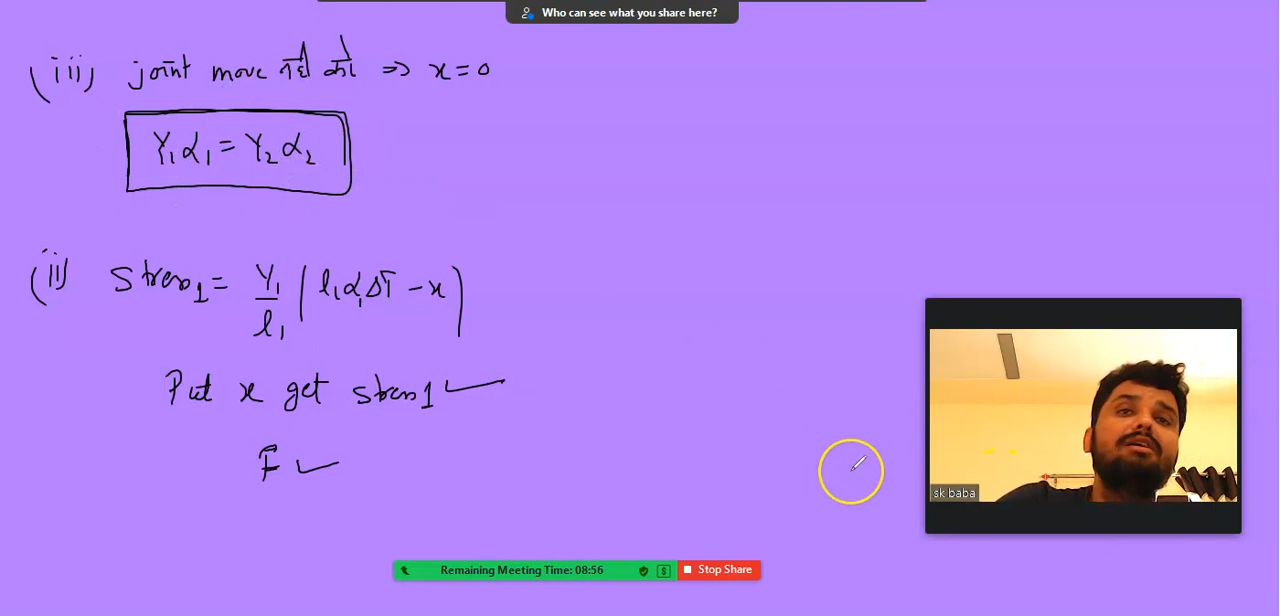 Who can see what you share here?
(iii) joint move नही करेगा ⇒ x = 0
Y₁α₁ = Y₂α₂
(ii) Stress₁ = Y₁/l₁ (l₁α₁ΔT − x)
Put x get stress1 ✓
F ✓
sk baba
Remaining Meeting Time: 08:56
Stop Share